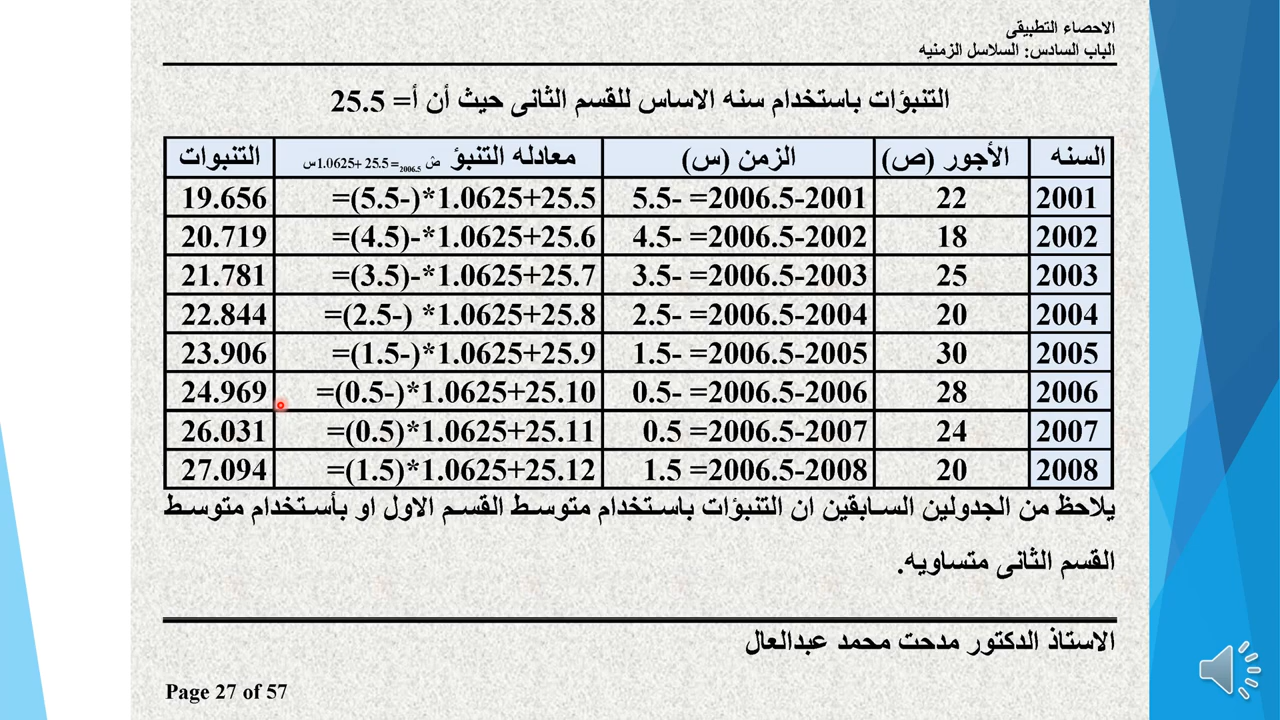 الاحصاء التطبيقى
الباب السادس: السلاسل الزمنيه
التنبؤات باستخدام سنه الاساس للقسم الثانى حيث أن أ= 25.5
السنه الأجور (ص) الزمن (س) معادله التنبؤ صَ 2006.5= 25.5 +1.0625س التنبوات
2001 22 2001-2006.5= -5.5 25.5+1.0625*(-5.5)= 19.656
2002 18 2002-2006.5= -4.5 25.6+1.0625*-(4.5)= 20.719
2003 25 2003-2006.5= -3.5 25.7+1.0625*-(3.5)= 21.781
2004 20 2004-2006.5= -2.5 25.8+1.0625* (-2.5)= 22.844
2005 30 2005-2006.5= -1.5 25.9+1.0625*(-1.5)= 23.906
2006 28 2006-2006.5= -0.5 25.10+1.0625*(-0.5)= 24.969
2007 24 2007-2006.5= 0.5 25.11+1.0625*(0.5)= 26.031
2008 20 2008-2006.5= 1.5 25.12+1.0625*(1.5)= 27.094
يلاحظ من الجدولين السابقين ان التنبؤات باستخدام متوسط القسم الاول او بأستخدام متوسط
القسم الثانى متساويه.
الاستاذ الدكتور مدحت محمد عبدالعال
Page 27 of 57